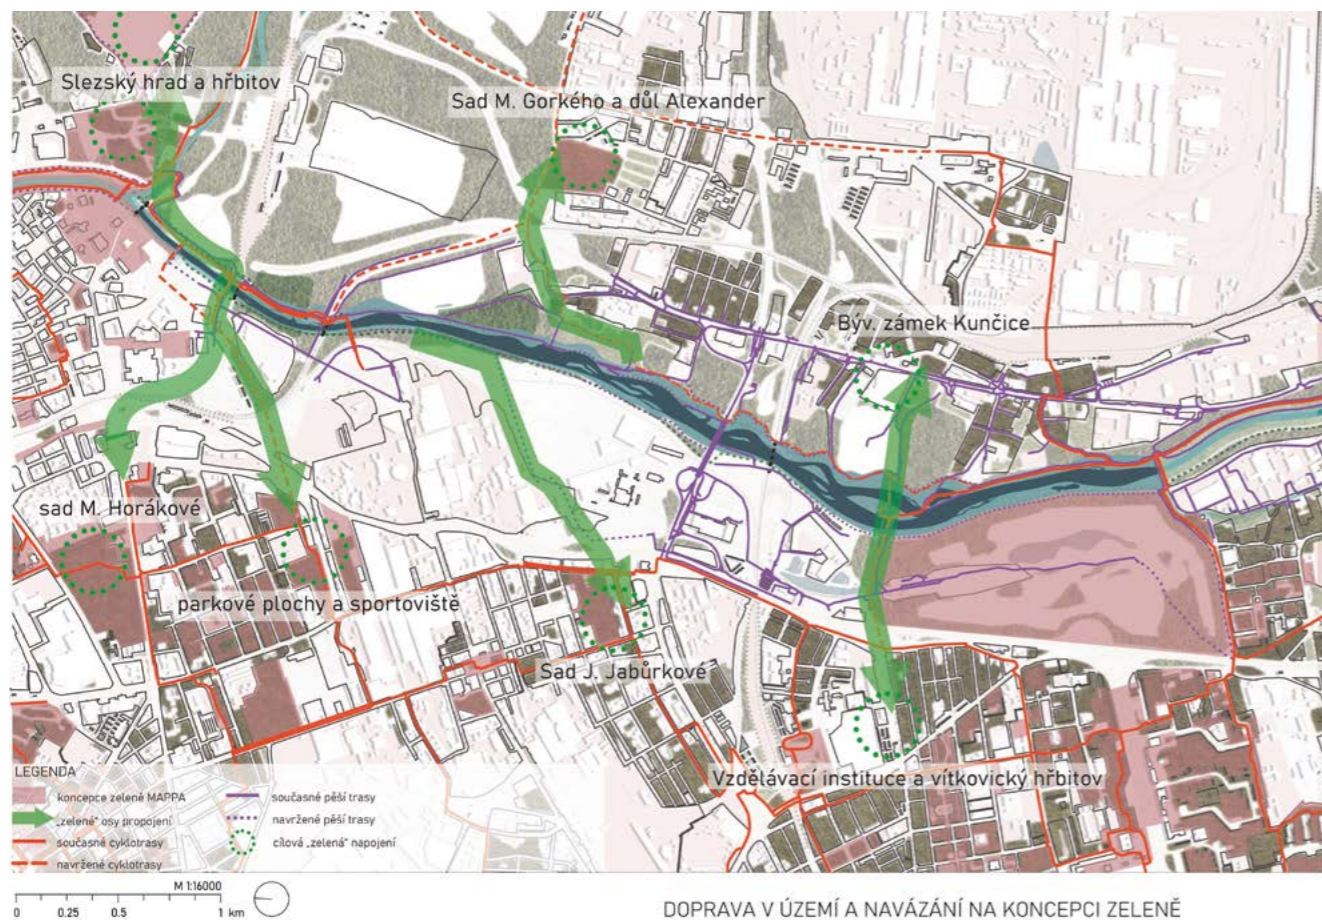 Slezský hrad a hřbitov
Sad M. Gorkého a důl Alexander
Býv. zámek Kunčice
sad M. Horákové
parkové plochy a sportoviště
Sad J. Jabůrkové
Vzdělávací instituce a vítkovický hřbitov
LEGENDA
koncepce zeleně MAPPA
„zelené" osy propojení
současné cyklotrasy
navržené cyklotrasy
současné pěší trasy
navržené pěší trasy
cílová „zelená" napojení
M 1:16000
0 0.25 0.5 1 km
DOPRAVA V ÚZEMÍ A NAVÁZÁNÍ NA KONCEPCI ZELENĚ